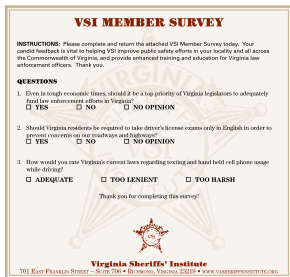 VSI MEMBER SURVEY
INSTRUCTIONS: Please complete and return the attached VSI Member Survey today. Your
candid feedback is vital to helping VSI improve public safety efforts in your locality and all across
the Commonwealth of Virginia, and provide enhanced training and education for Virginia law
enforcement officers. Thank you.
QUESTIONS
1. Even in tough economic times, should it be a top priority of Virginia legislators to adequately
fund law enforcement efforts in Virginia?
☐ YES ☐ NO ☐ NO OPINION
2. Should Virginia residents be required to take driver's license exams only in English in order to
prevent concerns on our roadways and highways?
☐ YES ☐ NO ☐ NO OPINION
3. How would you rate Virginia's current laws regarding texting and hand held cell phone usage
while driving?
☐ ADEQUATE ☐ TOO LENIENT ☐ TOO HARSH
Thank you for completing this survey!
Virginia Sheriffs' Institute
701 East Franklin Street – Suite 706 • Richmond, Virginia 23219 • www.vasheriffsinstitute.org